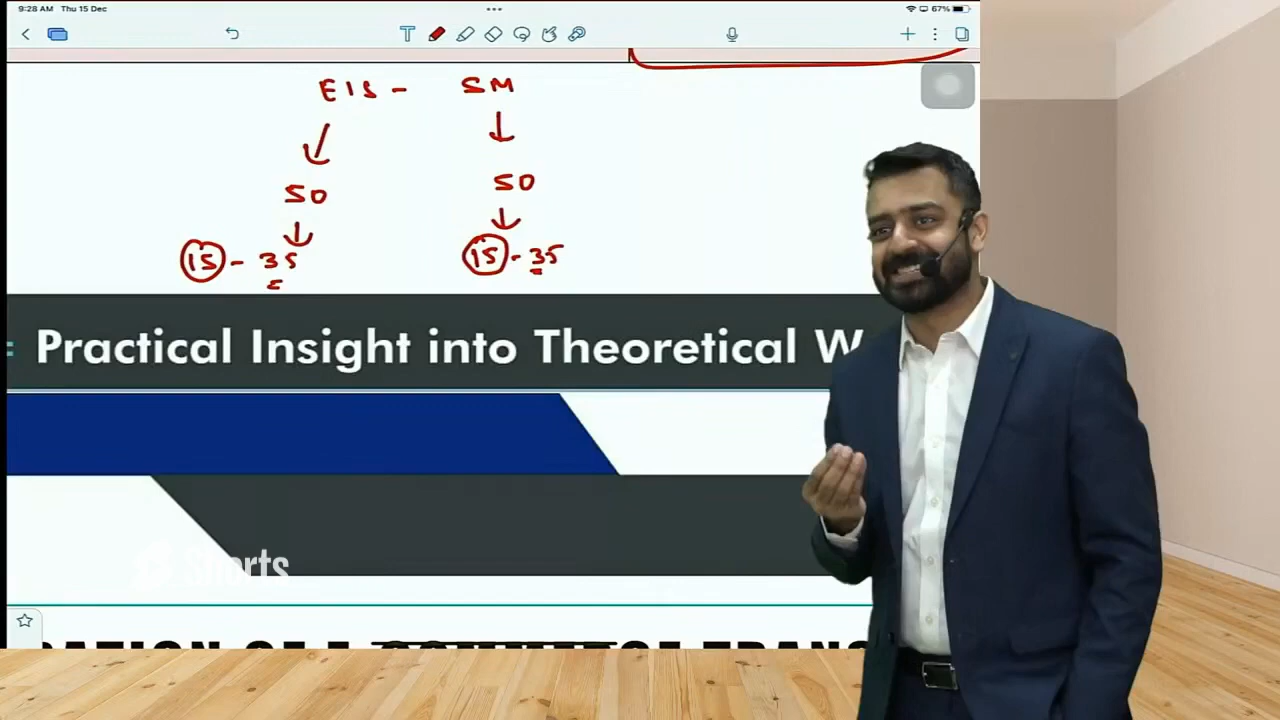 9:28 AM Thu 15 Dec
67%
T
EIS - SM
50 50
15 - 35 15 - 35
Practical Insight into Theoretical W
Shorts
OF A